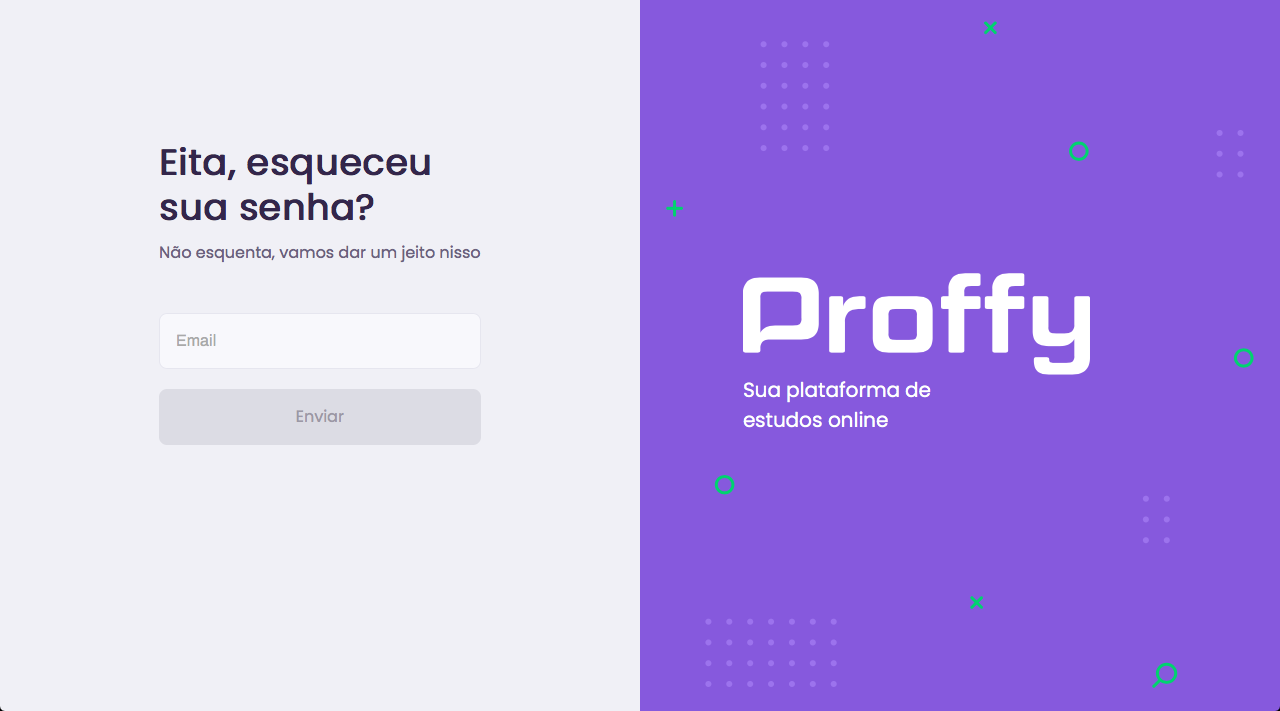 Eita, esqueceu
sua senha?
Não esquenta, vamos dar um jeito nisso
Email
Enviar
Proffy
Sua plataforma de
estudos online